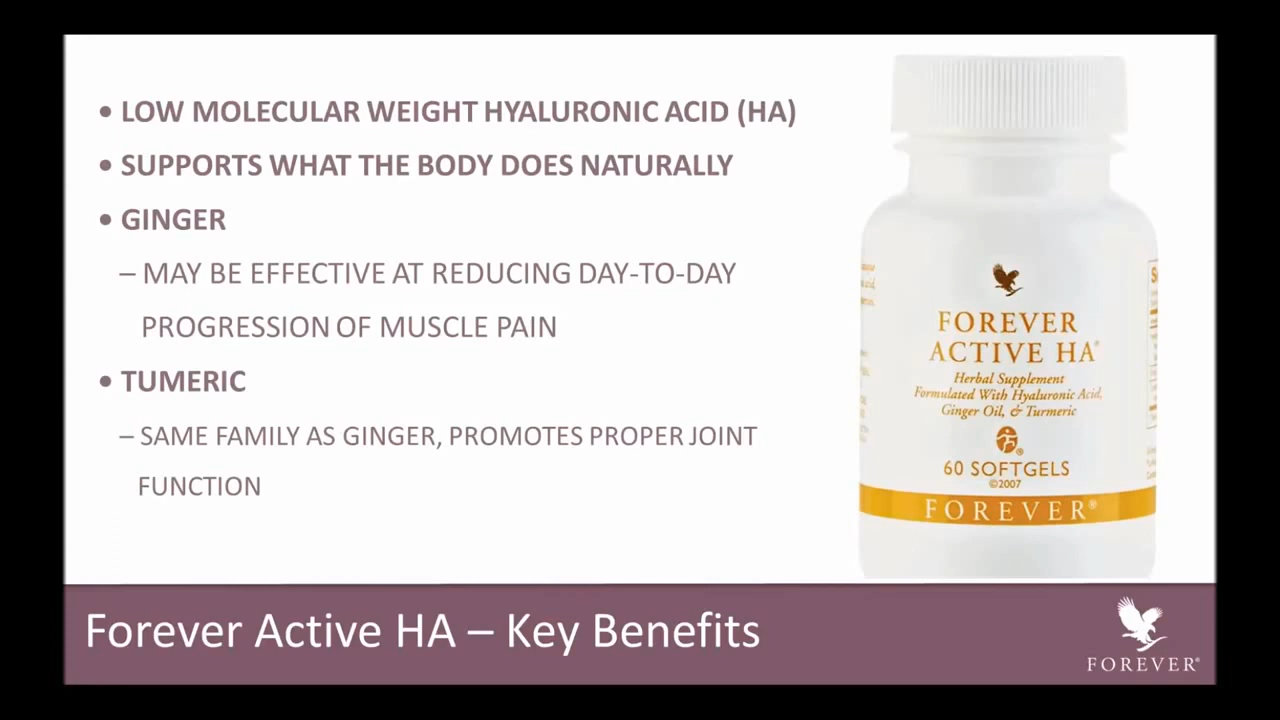 • LOW MOLECULAR WEIGHT HYALURONIC ACID (HA)
• SUPPORTS WHAT THE BODY DOES NATURALLY
• GINGER
– MAY BE EFFECTIVE AT REDUCING DAY-TO-DAY
PROGRESSION OF MUSCLE PAIN
• TUMERIC
– SAME FAMILY AS GINGER, PROMOTES PROPER JOINT
FUNCTION
FOREVER
ACTIVE HA®
Herbal Supplement
Formulated With Hyaluronic Acid,
Ginger Oil, & Turmeric
60 SOFTGELS
©2007
FOREVER®
Forever Active HA – Key Benefits
FOREVER®